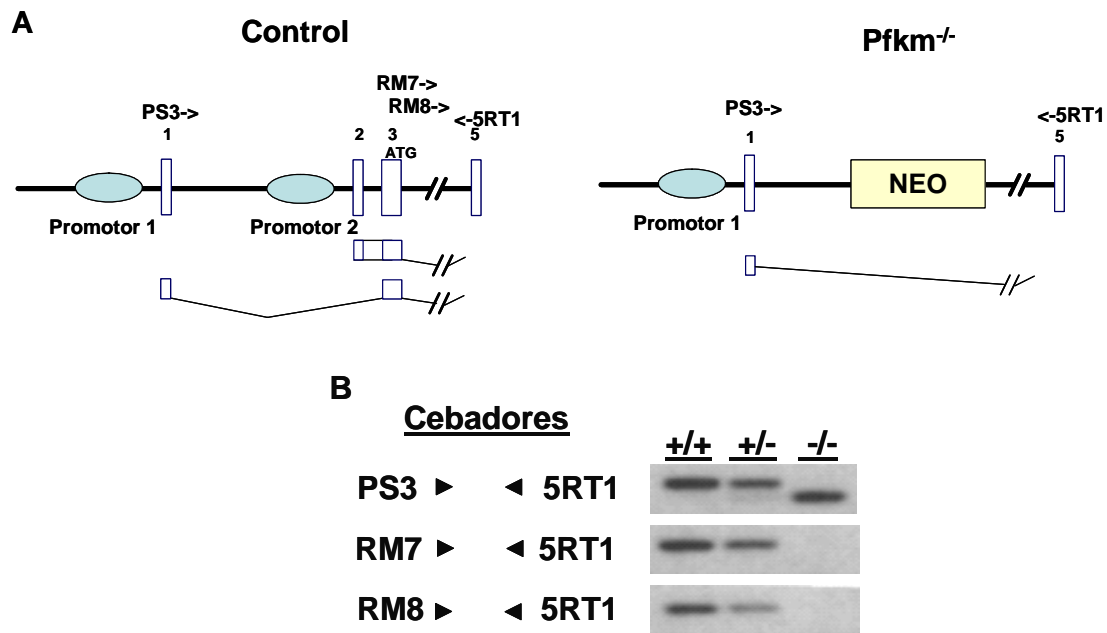 A
Control
Pfkm-/-
RM7->
RM8->
PS3->
<-5RT1
1
2
3
5
ATG
Promotor 1
Promotor 2
PS3->
<-5RT1
1
5
NEO
Promotor 1
B
Cebadores
+/+ +/- -/-
PS3 ► ◄ 5RT1
RM7 ► ◄ 5RT1
RM8 ► ◄ 5RT1